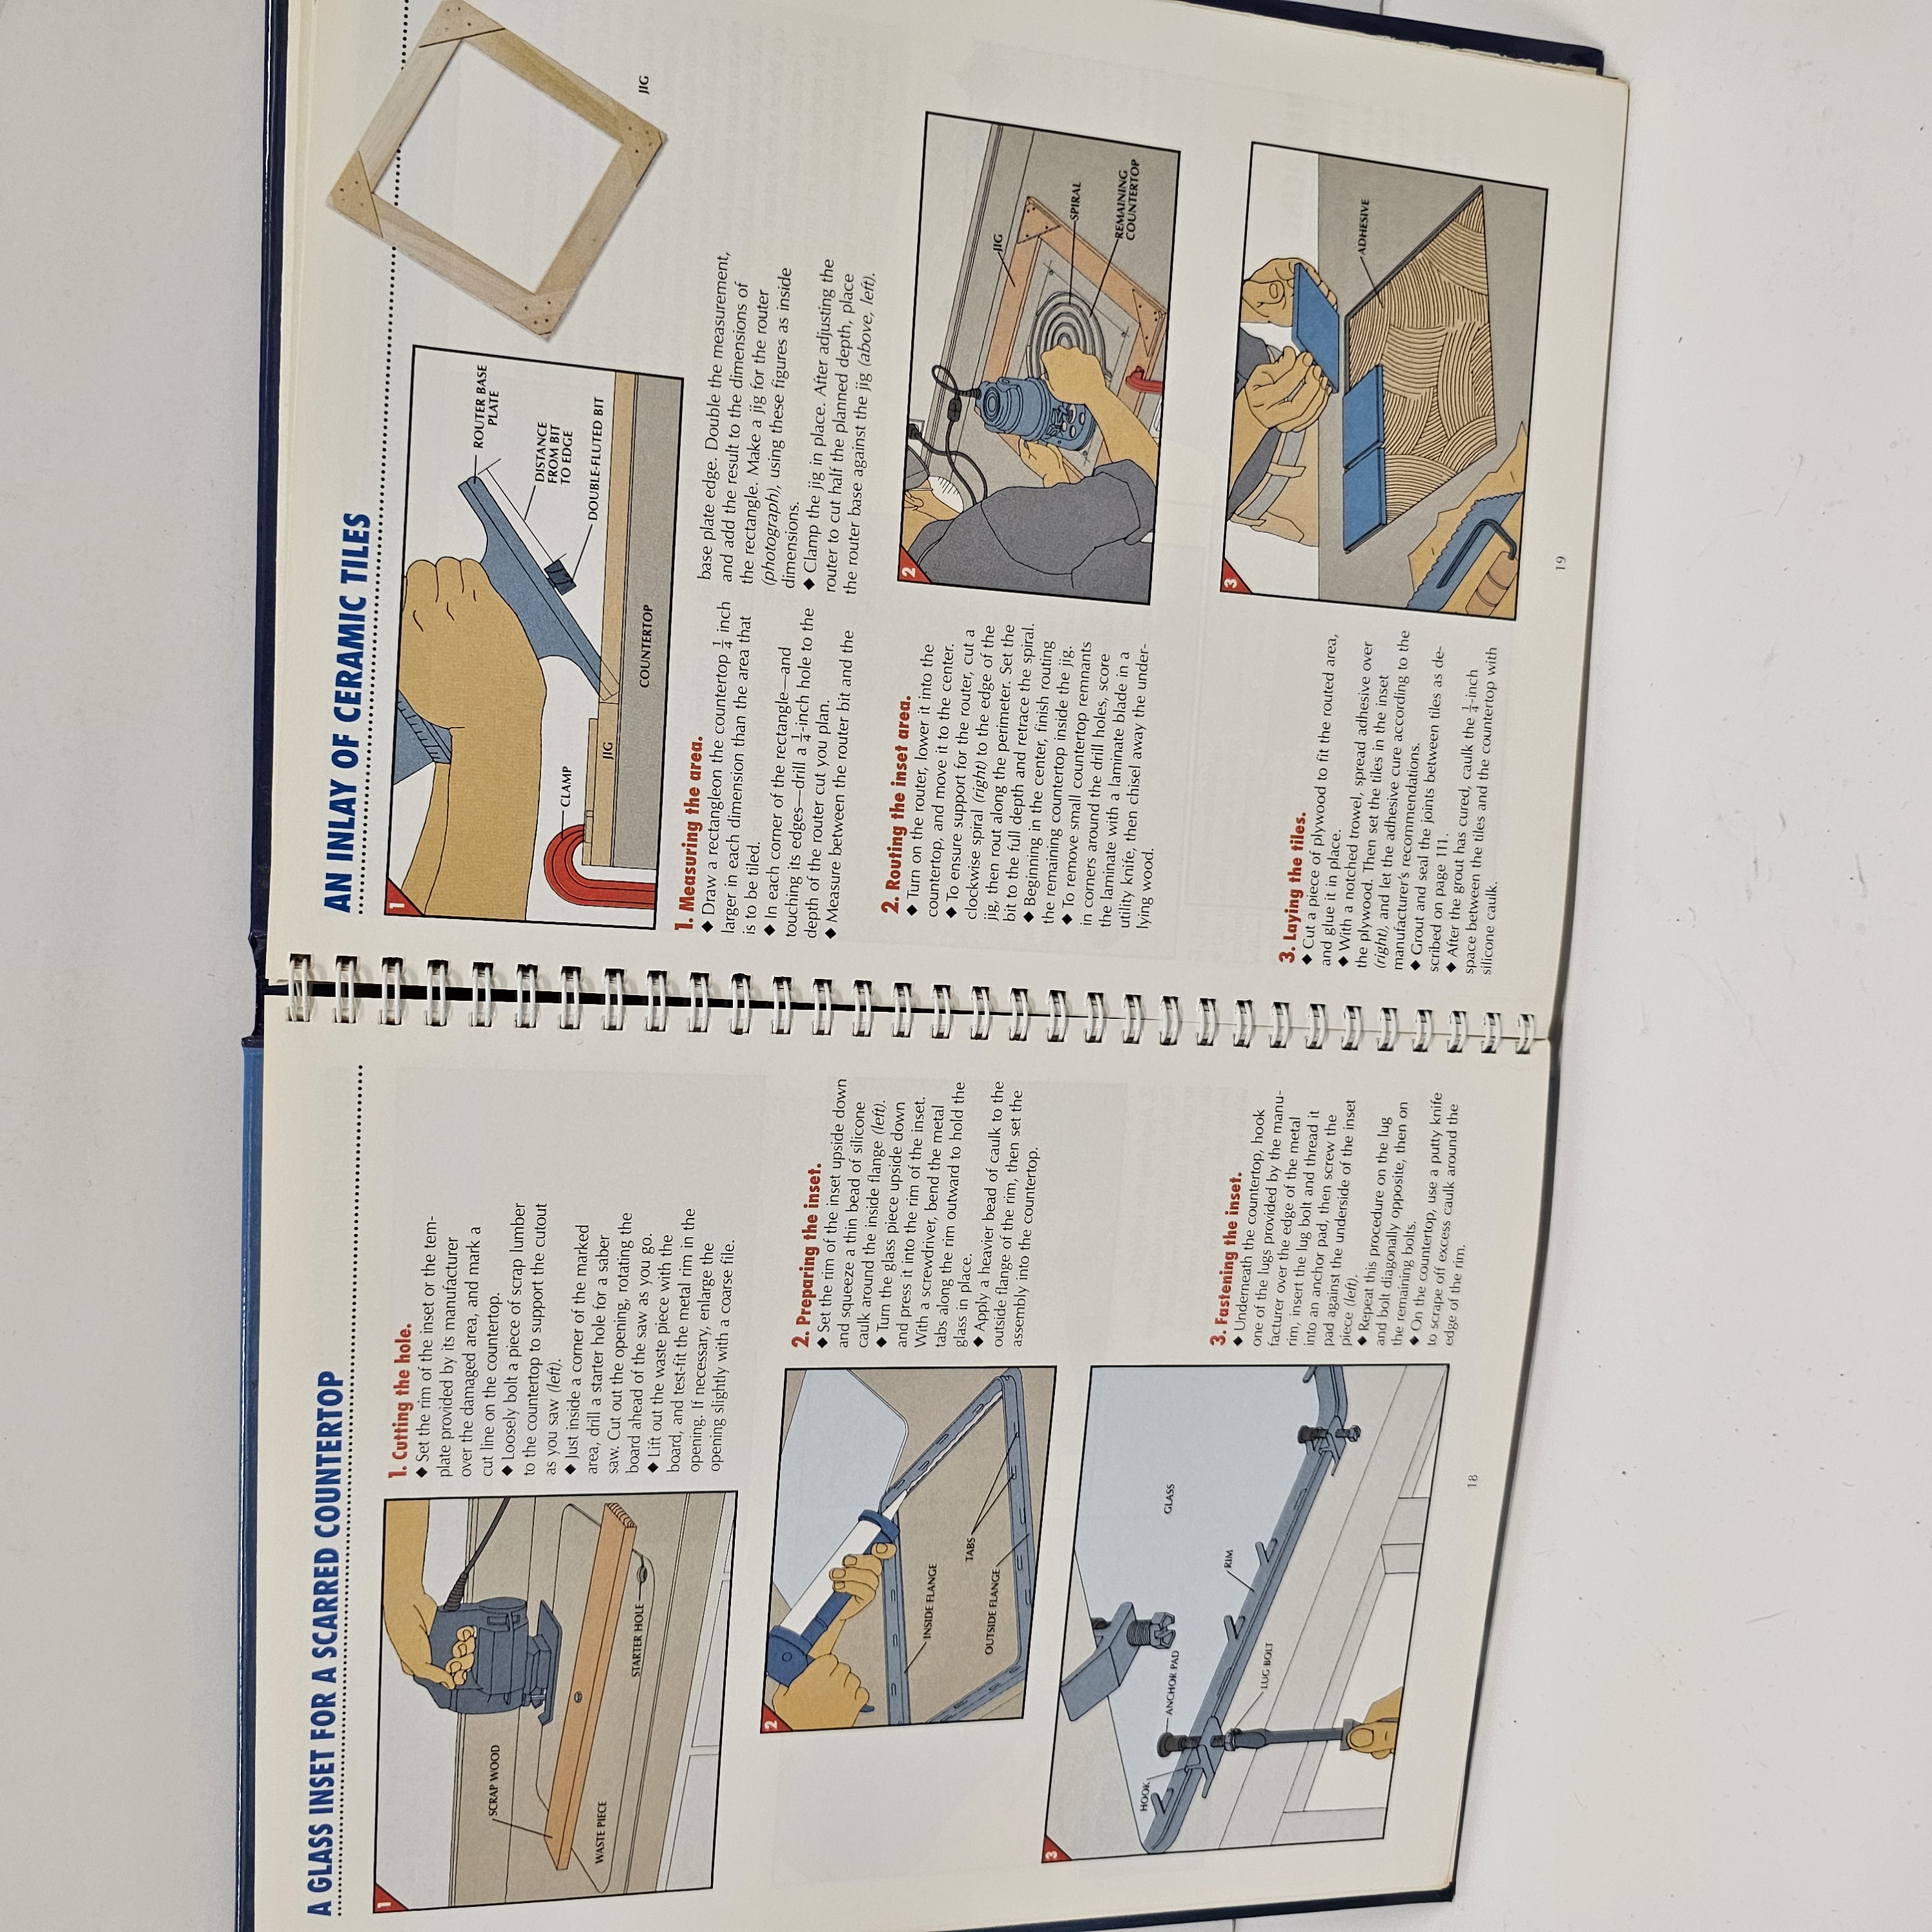 A GLASS INSET FOR A SCARRED COUNTERTOP
1
SCRAP WOOD
WASTE PIECE
STARTER HOLE
1. Cutting the hole.
◆ Set the rim of the inset or the tem-
plate provided by its manufacturer
over the damaged area, and mark a
cut line on the countertop.
◆ Loosely bolt a piece of scrap lumber
to the countertop to support the cutout
as you saw (left).
◆ Just inside a corner of the marked
area, drill a starter hole for a saber
saw. Cut out the opening, rotating the
board ahead of the saw as you go.
◆ Lift out the waste piece with the
board, and test-fit the metal rim in the
opening. If necessary, enlarge the
opening slightly with a coarse file.
2
INSIDE FLANGE
TABS
OUTSIDE FLANGE
2. Preparing the inset.
◆ Set the rim of the inset upside down
and squeeze a thin bead of silicone
caulk around the inside flange (left).
◆ Turn the glass piece upside down
and press it into the rim of the inset.
With a screwdriver, bend the metal
tabs along the rim outward to hold the
glass in place.
◆ Apply a heavier bead of caulk to the
outside flange of the rim, then set the
assembly into the countertop.
3
HOOK
ANCHOR PAD
GLASS
RIM
LUG BOLT
3. Fastening the inset.
◆ Underneath the countertop, hook
one of the lugs provided by the manu-
facturer over the edge of the metal
rim, insert the lug bolt and thread it
into an anchor pad, then screw the
pad against the underside of the inset
piece (left).
◆ Repeat this procedure on the lug
and bolt diagonally opposite, then on
the remaining bolts.
◆ On the countertop, use a putty knife
to scrape off excess caulk around the
edge of the rim.
18
AN INLAY OF CERAMIC TILES
1
ROUTER BASE
PLATE
DISTANCE
FROM BIT
TO EDGE
CLAMP
DOUBLE-FLUTED BIT
JIG
COUNTERTOP
JIG
1. Measuring the area.
◆ Draw a rectangleon the countertop 1/4 inch
larger in each dimension than the area that
is to be tiled.
◆ In each corner of the rectangle—and
touching its edges—drill a 1/4-inch hole to the
depth of the router cut you plan.
◆ Measure between the router bit and the
base plate edge. Double the measurement,
and add the result to the dimensions of
the rectangle. Make a jig for the router
(photograph), using these figures as inside
dimensions.
◆ Clamp the jig in place. After adjusting the
router to cut half the planned depth, place
the router base against the jig (above, left).
2. Routing the inset area.
◆ Turn on the router, lower it into the
countertop, and move it to the center.
◆ To ensure support for the router, cut a
clockwise spiral (right) to the edge of the
jig, then rout along the perimeter. Set the
bit to the full depth and retrace the spiral.
◆ Beginning in the center, finish routing
the remaining countertop inside the jig.
◆ To remove small countertop remnants
in corners around the drill holes, score
the laminate with a laminate blade in a
utility knife, then chisel away the under-
lying wood.
2
JIG
SPIRAL
REMAINING
COUNTERTOP
3. Laying the tiles.
◆ Cut a piece of plywood to fit the routed area,
and glue it in place.
◆ With a notched trowel, spread adhesive over
the plywood. Then set the tiles in the inset
(right), and let the adhesive cure according to the
manufacturer's recommendations.
◆ Grout and seal the joints between tiles as de-
scribed on page 111.
◆ After the grout has cured, caulk the 1/4-inch
space between the tiles and the countertop with
silicone caulk.
3
ADHESIVE
19